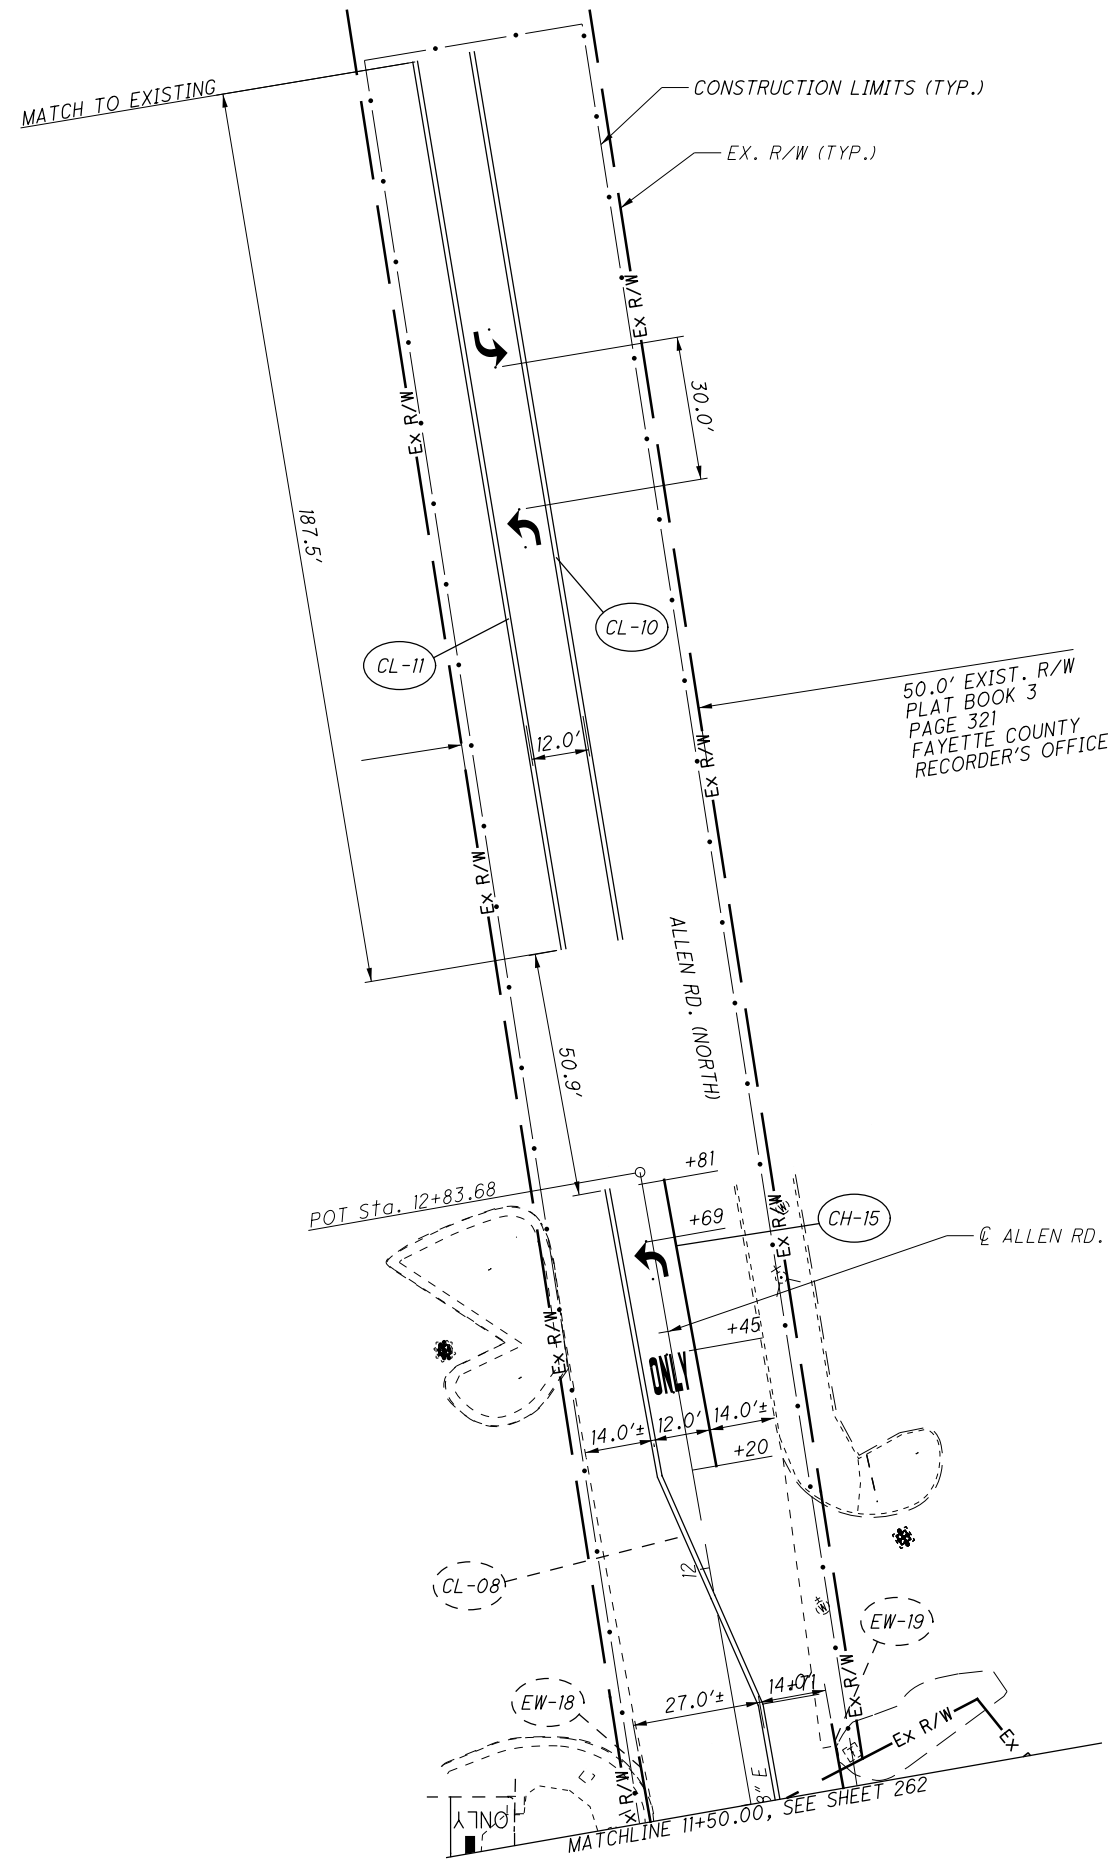 MATCH TO EXISTING
CONSTRUCTION LIMITS (TYP.)
EX. R/W (TYP.)
Ex R/W
30.0'
Ex R/W
187.5'
CL-10
CL-11
50.0' EXIST. R/W
PLAT BOOK 3
PAGE 321
FAYETTE COUNTY
RECORDER'S OFFICE
12.0'
Ex R/W
Ex R/W
ALLEN RD. (NORTH)
50.9'
+81
POT Sta. 12+83.68
+69
CH-15
Ex R/W
℄ ALLEN RD.
+45
Ex R/W
ONLY
14.0'±
12.0'
14.0'±
+20
12
CL-08
EW-19
Ex R/W
EW-18
27.0'±
Ex R/W
Ex
8" E
x R/W
ONLY
MATCHLINE 11+50.00, SEE SHEET 262